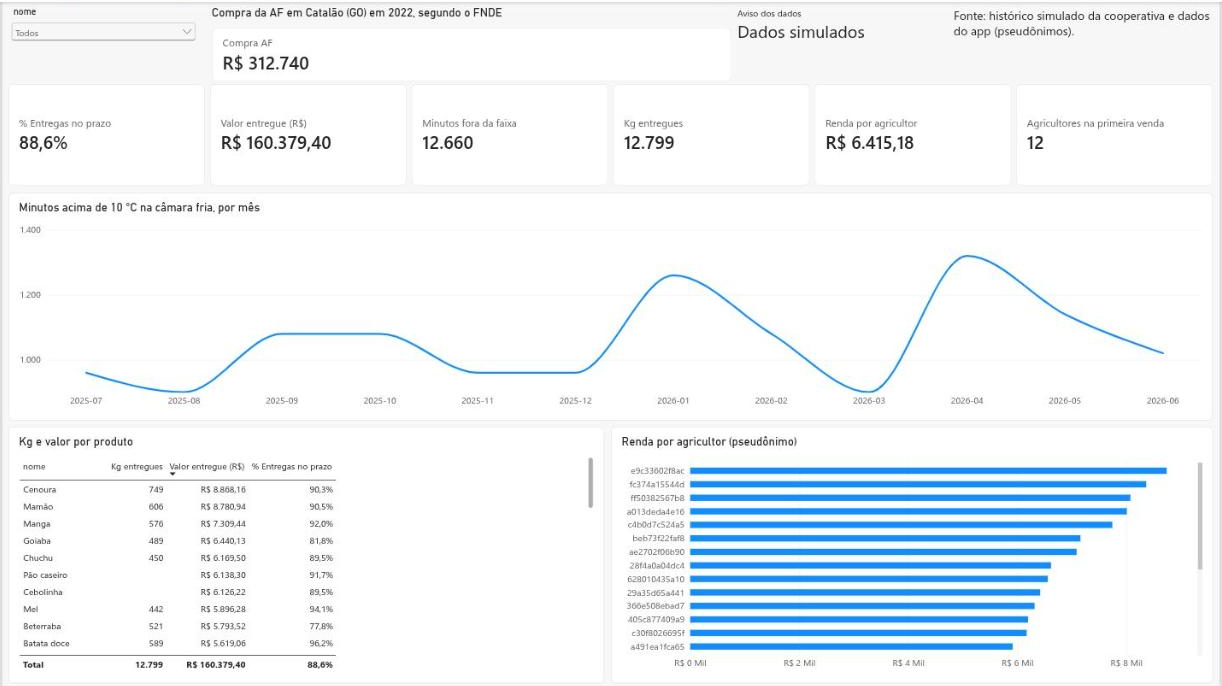 nome
Todos
Compra da AF em Catalão (GO) em 2022, segundo o FNDE
Compra AF
R$ 312.740
Aviso dos dados
Dados simulados
Fonte: histórico simulado da cooperativa e dados
do app (pseudônimos).
% Entregas no prazo
88,6%
Valor entregue (R$)
R$ 160.379,40
Minutos fora da faixa
12.660
Kg entregues
12.799
Renda por agricultor
R$ 6.415,18
Agricultores na primeira venda
12
Minutos acima de 10 °C na câmara fria, por mês
1.400
1.200
1.000
2025-07 2025-08 2025-09 2025-10 2025-11 2025-12 2026-01 2026-02 2026-03 2026-04 2026-05 2026-06
Kg e valor por produto
nome Kg entregues Valor entregue (R$) % Entregas no prazo
Cenoura 749 R$ 8.868,16 90,3%
Mamão 606 R$ 8.780,94 90,5%
Manga 576 R$ 7.309,44 92,0%
Goiaba 489 R$ 6.440,13 81,8%
Chuchu 450 R$ 6.169,50 89,5%
Pão caseiro R$ 6.138,30 91,7%
Cebolinha R$ 6.126,22 89,5%
Mel 442 R$ 5.896,28 94,1%
Beterraba 521 R$ 5.793,52 77,8%
Batata doce 589 R$ 5.619,06 96,2%
Total 12.799 R$ 160.379,40 88,6%
Renda por agricultor (pseudônimo)
e9c33602f8ac
fc374a15544d
ff50382567b8
a013deda4e16
c4b0d7c524a5
beb73f22faf8
ae2702f06b90
28f4a0a04dc4
628010435a10
29a35d65a441
366e508ebad7
405c877409a9
c30f8026695f
a491ea1fca65
R$ 0 Mil R$ 2 Mil R$ 4 Mil R$ 6 Mil R$ 8 Mil